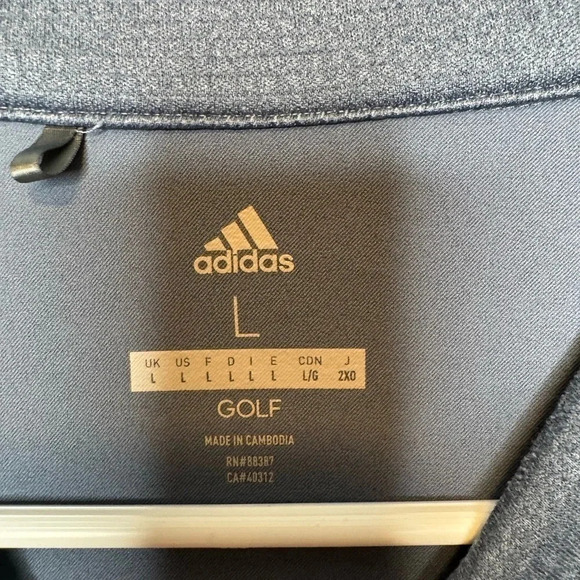 adidas
L
UK US F D I E CDN J
L L L L L L L/G 2XO
GOLF
MADE IN CAMBODIA
RN#88387
CA#40312